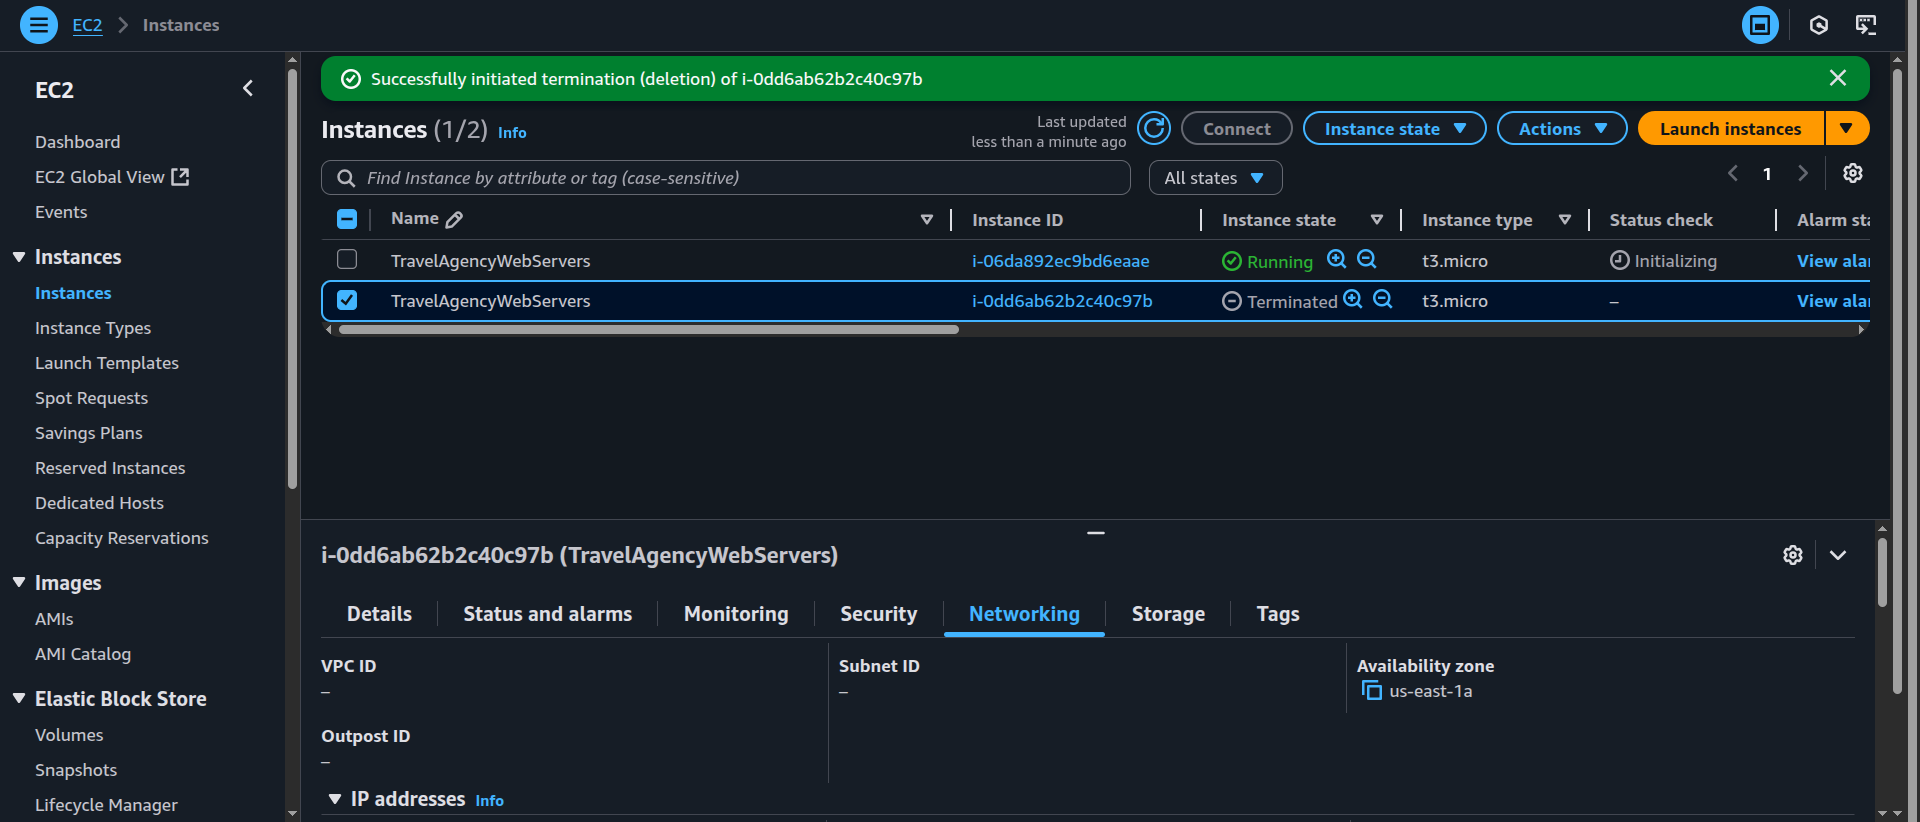 EC2 Instances
EC2
Dashboard
EC2 Global View
Events
Instances
Instances
Instance Types
Launch Templates
Spot Requests
Savings Plans
Reserved Instances
Dedicated Hosts
Capacity Reservations
Images
AMIs
AMI Catalog
Elastic Block Store
Volumes
Snapshots
Lifecycle Manager
Successfully initiated termination (deletion) of i-0dd6ab62b2c40c97b
Instances (1/2) Info
Last updated
less than a minute ago
Connect
Instance state
Actions
Launch instances
Find Instance by attribute or tag (case-sensitive)
All states
1
Name Instance ID Instance state Instance type Status check Alarm sta
TravelAgencyWebServers i-06da892ec9bd6eaae Running t3.micro Initializing View alar
TravelAgencyWebServers i-0dd6ab62b2c40c97b Terminated t3.micro – View alar
i-0dd6ab62b2c40c97b (TravelAgencyWebServers)
Details Status and alarms Monitoring Security Networking Storage Tags
VPC ID
–
Subnet ID
–
Availability zone
us-east-1a
Outpost ID
–
IP addresses Info